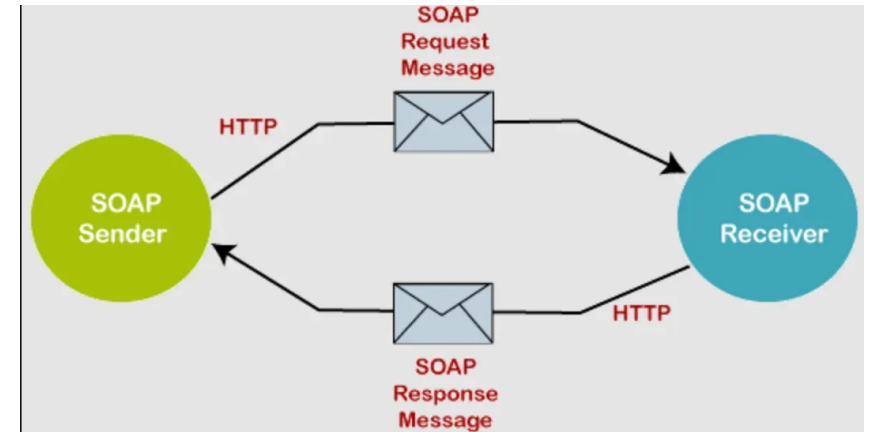 SOAP
Request
Message
HTTP
SOAP
Sender
SOAP
Receiver
HTTP
SOAP
Response
Message